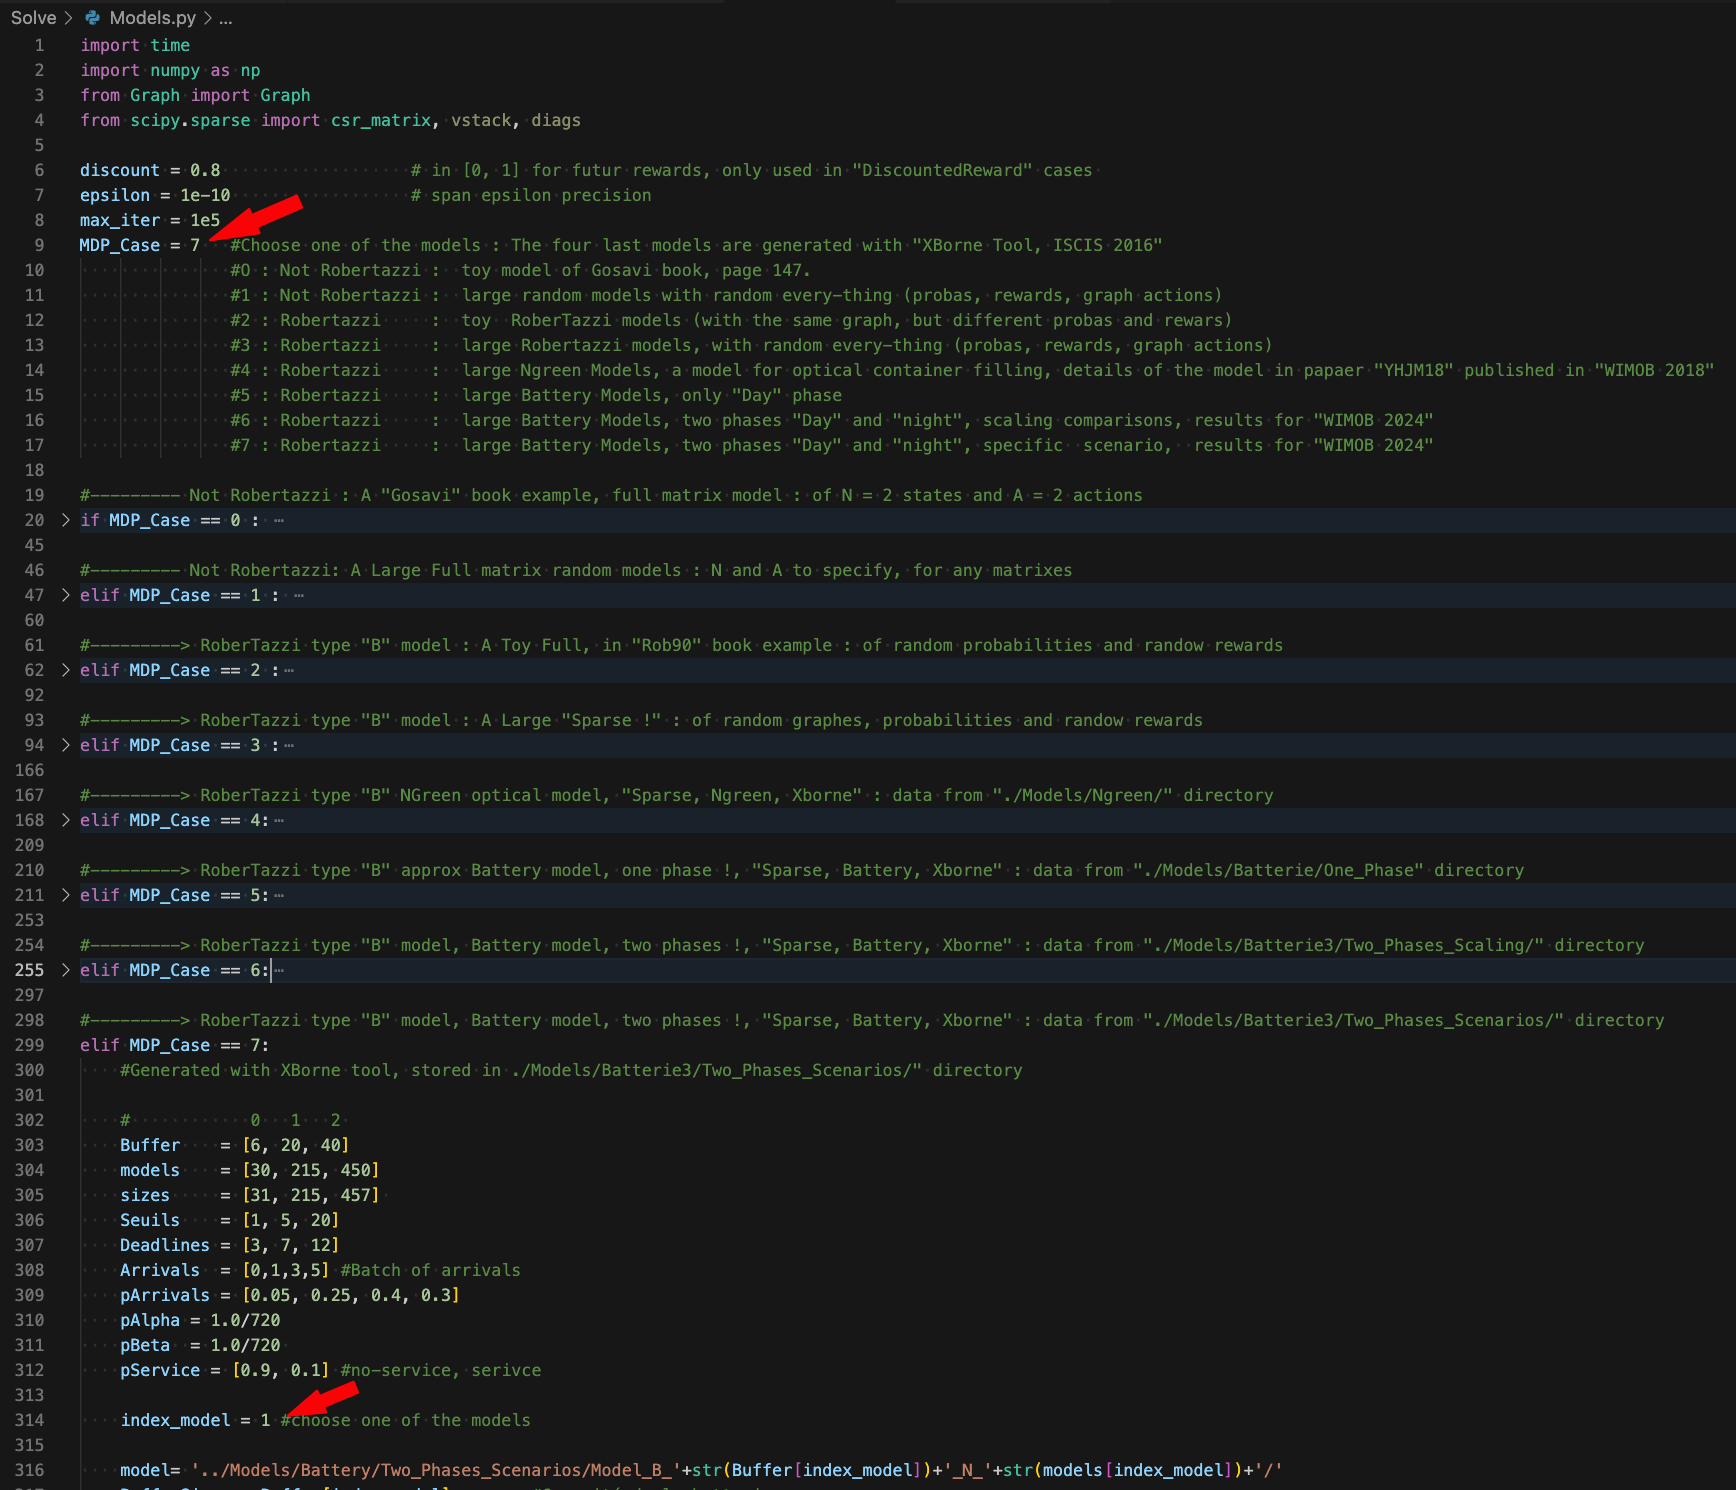 Solve > Models.py > ...
1 import time
2 import numpy as np
3 from Graph import Graph
4 from scipy.sparse import csr_matrix, vstack, diags
5
6 discount = 0.8 # in [0, 1] for futur rewards, only used in "DiscountedReward" cases
7 epsilon = 1e-10 # span epsilon precision
8 max_iter = 1e5
9 MDP_Case = 7 #Choose one of the models : The four last models are generated with "XBorne Tool, ISCIS 2016"
10 #0 : Not Robertazzi : toy model of Gosavi book, page 147.
11 #1 : Not Robertazzi : large random models with random every-thing (probas, rewards, graph actions)
12 #2 : Robertazzi : toy RoberTazzi models (with the same graph, but different probas and rewars)
13 #3 : Robertazzi : large Robertazzi models, with random every-thing (probas, rewards, graph actions)
14 #4 : Robertazzi : large Ngreen Models, a model for optical container filling, details of the model in papaer "YHJM18" published in "WIMOB 2018"
15 #5 : Robertazzi : large Battery Models, only "Day" phase
16 #6 : Robertazzi : large Battery Models, two phases "Day" and "night", scaling comparisons, results for "WIMOB 2024"
17 #7 : Robertazzi : large Battery Models, two phases "Day" and "night", specific scenario, results for "WIMOB 2024"
18
19 #--------- Not Robertazzi : A "Gosavi" book example, full matrix model : of N = 2 states and A = 2 actions
20 > if MDP_Case == 0 : ⋯
45
46 #--------- Not Robertazzi: A Large Full matrix random models : N and A to specify, for any matrixes
47 > elif MDP_Case == 1 : ⋯
60
61 #---------> RoberTazzi type "B" model : A Toy Full, in "Rob90" book example : of random probabilities and randow rewards
62 > elif MDP_Case == 2 : ⋯
92
93 #---------> RoberTazzi type "B" model : A Large "Sparse !" : of random graphes, probabilities and randow rewards
94 > elif MDP_Case == 3 : ⋯
166
167 #---------> RoberTazzi type "B" NGreen optical model, "Sparse, Ngreen, Xborne" : data from "./Models/Ngreen/" directory
168 > elif MDP_Case == 4: ⋯
209
210 #---------> RoberTazzi type "B" approx Battery model, one phase !, "Sparse, Battery, Xborne" : data from "./Models/Batterie/One_Phase" directory
211 > elif MDP_Case == 5: ⋯
253
254 #---------> RoberTazzi type "B" model, Battery model, two phases !, "Sparse, Battery, Xborne" : data from "./Models/Batterie3/Two_Phases_Scaling/" directory
255 > elif MDP_Case == 6: ⋯
297
298 #---------> RoberTazzi type "B" model, Battery model, two phases !, "Sparse, Battery, Xborne" : data from "./Models/Batterie3/Two_Phases_Scenarios/" directory
299 elif MDP_Case == 7:
300 #Generated with XBorne tool, stored in ./Models/Batterie3/Two_Phases_Scenarios/" directory
301
302 # 0 1 2
303 Buffer = [6, 20, 40]
304 models = [30, 215, 450]
305 sizes = [31, 215, 457]
306 Seuils = [1, 5, 20]
307 Deadlines = [3, 7, 12]
308 Arrivals = [0,1,3,5] #Batch of arrivals
309 pArrivals = [0.05, 0.25, 0.4, 0.3]
310 pAlpha = 1.0/720
311 pBeta = 1.0/720
312 pService = [0.9, 0.1] #no-service, serivce
313
314 index_model = 1 #choose one of the models
315
316 model= '../Models/Battery/Two_Phases_Scenarios/Model_B_'+str(Buffer[index_model])+'_N_'+str(models[index_model])+'/'